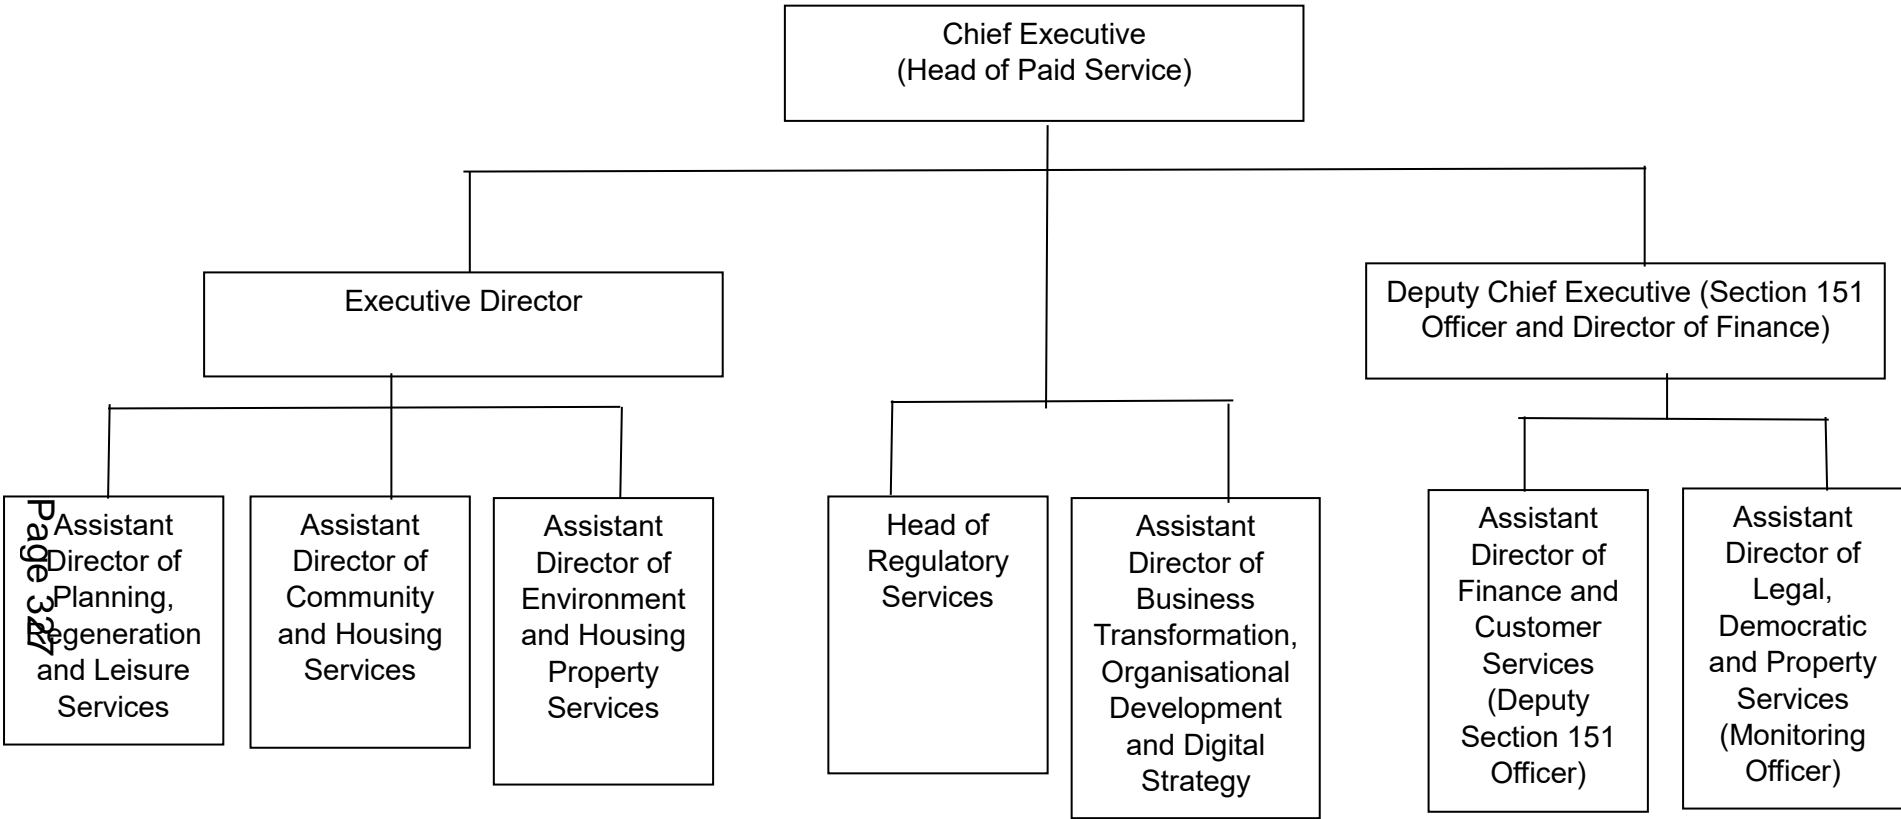 Chief Executive
(Head of Paid Service)
Executive Director
Deputy Chief Executive (Section 151
Officer and Director of Finance)
Assistant
Director of
Planning,
Regeneration
and Leisure
Services
Assistant
Director of
Community
and Housing
Services
Assistant
Director of
Environment
and Housing
Property
Services
Head of
Regulatory
Services
Assistant
Director of
Business
Transformation,
Organisational
Development
and Digital
Strategy
Assistant
Director of
Finance and
Customer
Services
(Deputy
Section 151
Officer)
Assistant
Director of
Legal,
Democratic
and Property
Services
(Monitoring
Officer)
Page 327